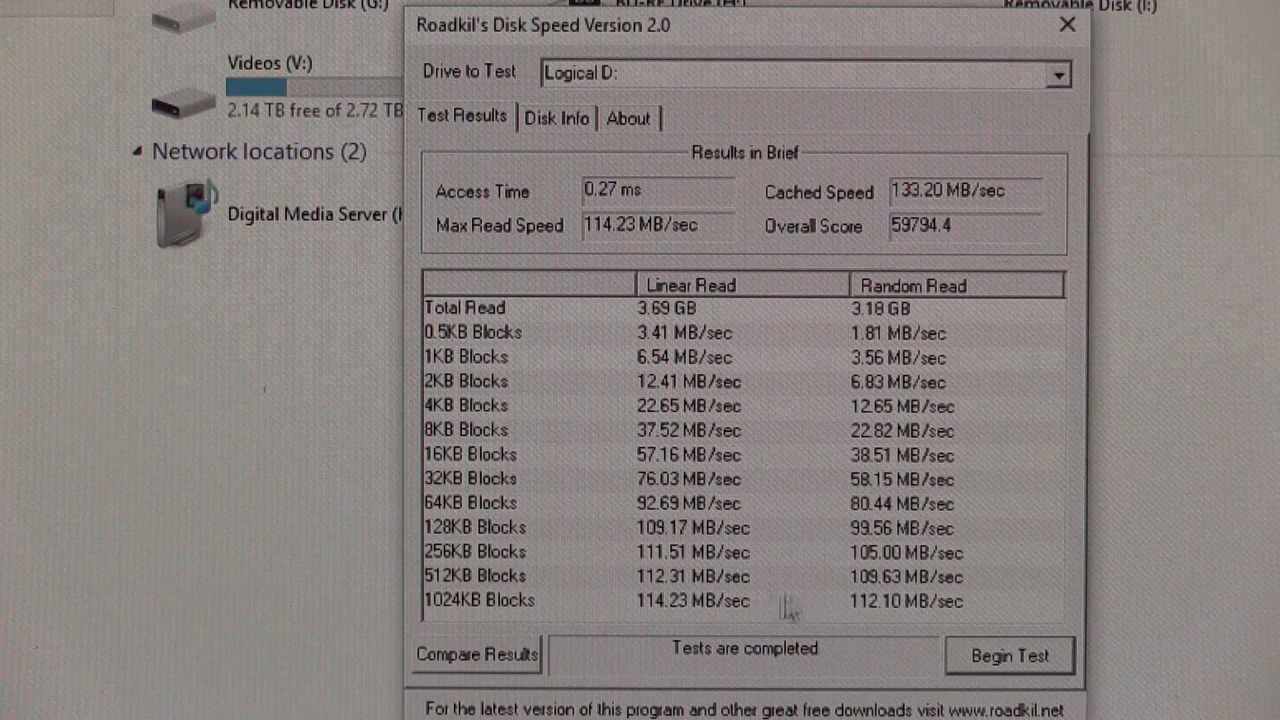 Removable Disk (G:)
Removable Disk (I:)
Roadkil's Disk Speed Version 2.0
Videos (V:)
Drive to Test
Logical D:
2.14 TB free of 2.72 TB
Test Results
Disk Info
About
Network locations (2)
Results in Brief
Access Time
0.27 ms
Cached Speed
133.20 MB/sec
Digital Media Server
Max Read Speed
114.23 MB/sec
Overall Score
59794.4
Linear Read
Random Read
Total Read 3.69 GB 3.18 GB
0.5KB Blocks 3.41 MB/sec 1.81 MB/sec
1KB Blocks 6.54 MB/sec 3.56 MB/sec
2KB Blocks 12.41 MB/sec 6.83 MB/sec
4KB Blocks 22.65 MB/sec 12.65 MB/sec
8KB Blocks 37.52 MB/sec 22.82 MB/sec
16KB Blocks 57.16 MB/sec 38.51 MB/sec
32KB Blocks 76.03 MB/sec 58.15 MB/sec
64KB Blocks 92.69 MB/sec 80.44 MB/sec
128KB Blocks 109.17 MB/sec 99.56 MB/sec
256KB Blocks 111.51 MB/sec 105.00 MB/sec
512KB Blocks 112.31 MB/sec 109.63 MB/sec
1024KB Blocks 114.23 MB/sec 112.10 MB/sec
Compare Results
Tests are completed
Begin Test
For the latest version of this program and other great free downloads visit www.roadkil.net